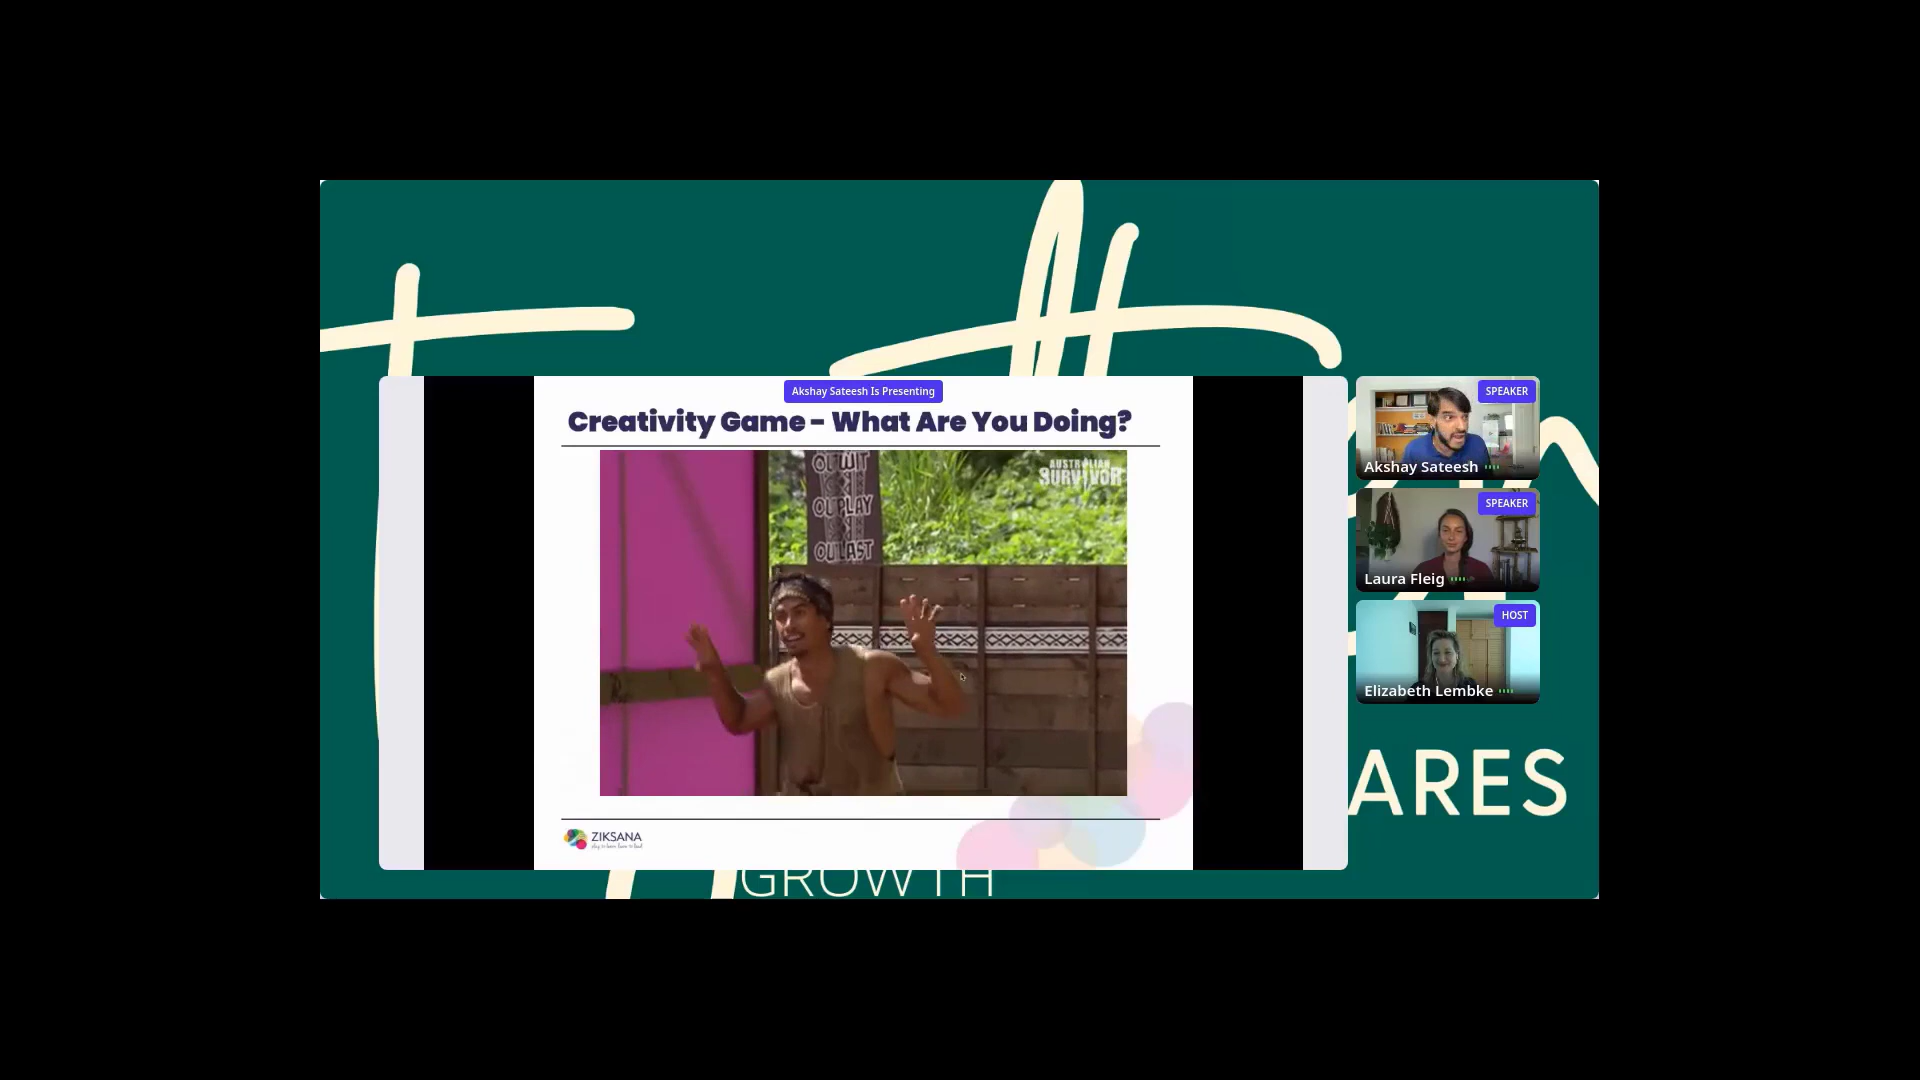 Akshay Sateesh Is Presenting
Creativity Game - What Are You Doing?
AUSTRALIAN
SURVIVOR
OUTWIT
OUTPLAY
OUTLAST
ZIKSANA
SPEAKER
Akshay Sateesh
SPEAKER
Laura Fleig
HOST
Elizabeth Lembke
ARES
GROWTH